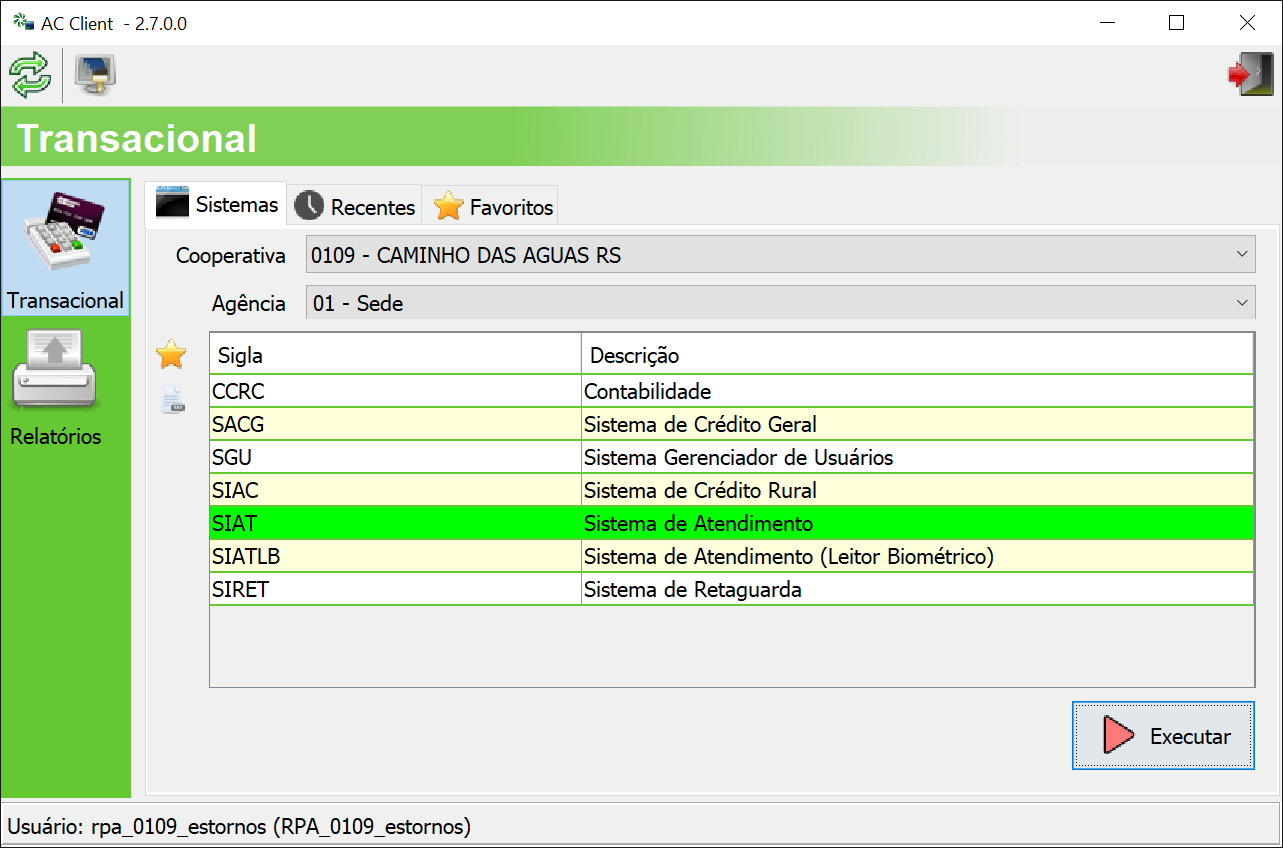 AC Client - 2.7.0.0
Transacional
Sistemas Recentes Favoritos
Cooperativa 0109 - CAMINHO DAS AGUAS RS
Transacional
Agência 01 - Sede
Sigla Descrição
CCRC Contabilidade
SACG Sistema de Crédito Geral
Relatórios
SGU Sistema Gerenciador de Usuários
SIAC Sistema de Crédito Rural
SIAT Sistema de Atendimento
SIATLB Sistema de Atendimento (Leitor Biométrico)
SIRET Sistema de Retaguarda
Executar
Usuário: rpa_0109_estornos (RPA_0109_estornos)